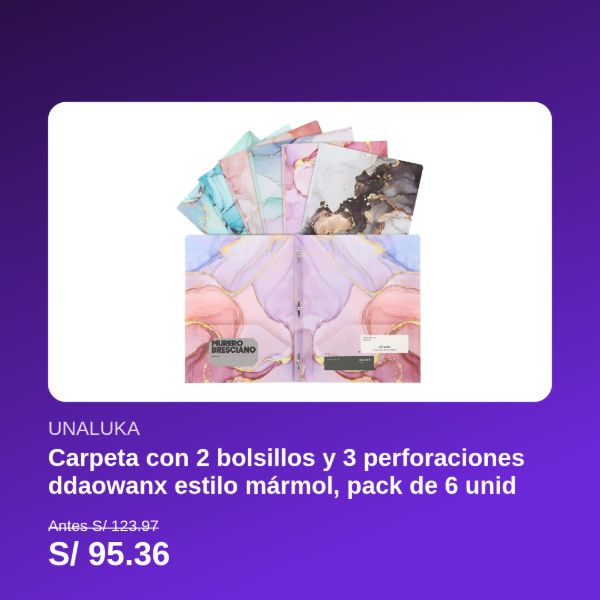 MURERO
BRESCIANO
UNALUKA
Carpeta con 2 bolsillos y 3 perforaciones
ddaowanx estilo mármol, pack de 6 unid
Antes S/ 123.97
S/ 95.36